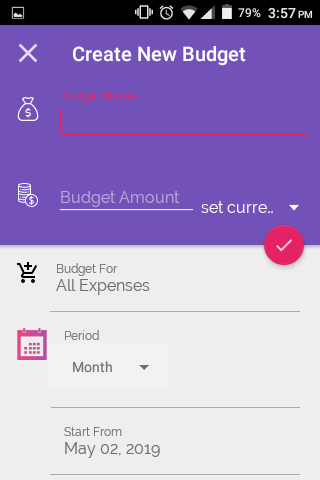 79% 3:57 PM
Create New Budget
Budget Name
Budget Amount
set curre...
Budget For
All Expenses
Period
Month
Start From
May 02, 2019